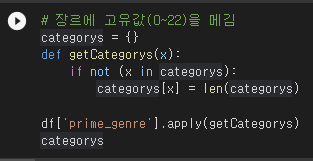 # 장르에 고유값(0~22)을 메김
categorys = {}
def getCategorys(x):
    if not (x in categorys):
        categorys[x] = len(categorys)

df['prime_genre'].apply(getCategorys)
categorys